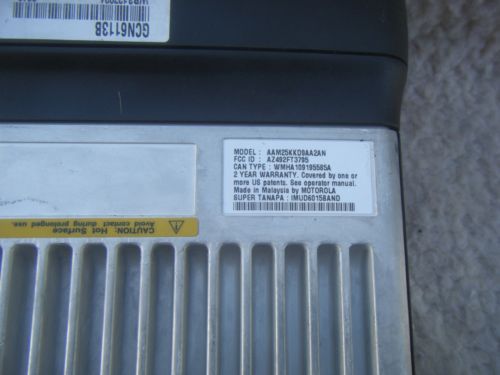 GCN6113B
MODEL : AAM25KKD9AA2AN
FCC ID : AZ492FT3795
CAN TYPE : WMHA109195585A
2 YEAR WARRANTY. Covered by one or
more US patents. See operator manual.
Made in Malaysia by MOTOROLA
SUPER TANAPA : IMUD6015BAND
CAUTION: Hot Surface
Avoid contact during prolonged use.